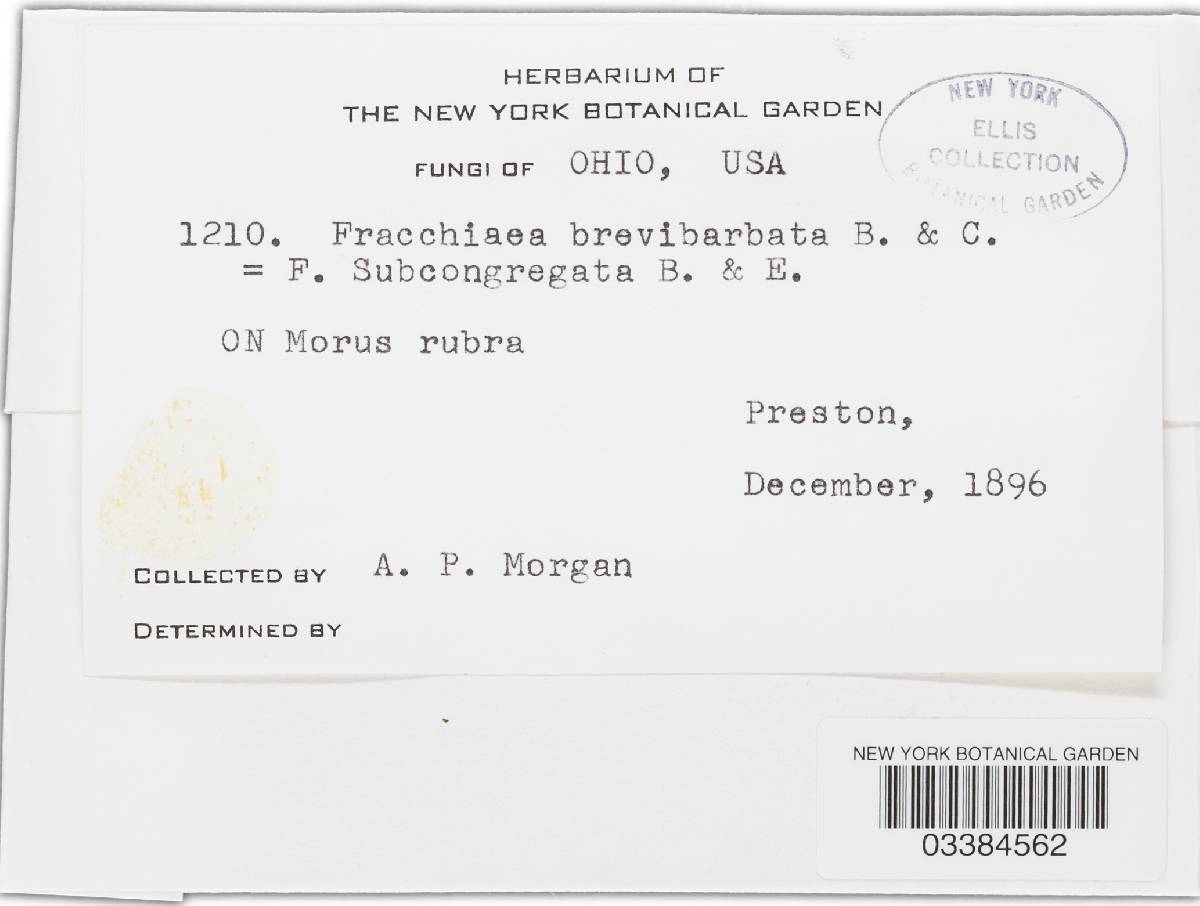 HERBARIUM OF
THE NEW YORK BOTANICAL GARDEN
FUNGI OF OHIO, USA
NEW YORK
ELLIS
COLLECTION
BOTANICAL GARDEN
1210. Fracchiaea brevibarbata B. & C.
= F. Subcongregata B. & E.
ON Morus rubra
Preston,
December, 1896
COLLECTED BY A. P. Morgan
DETERMINED BY
NEW YORK BOTANICAL GARDEN
03384562